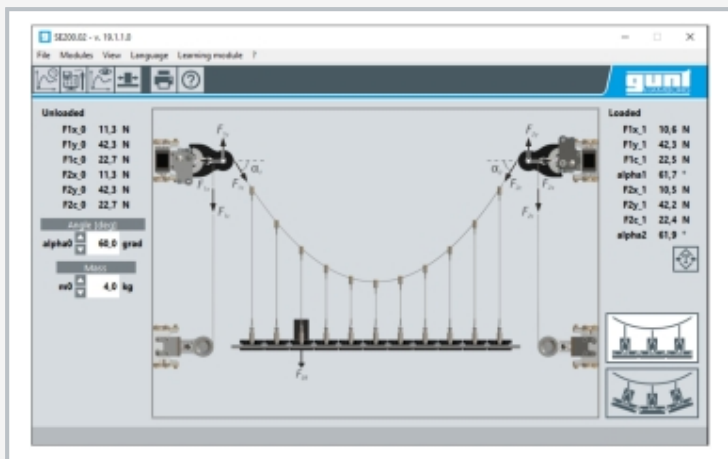 SE200.02 - v. 19.1.1.0
File Modules View Language Learning module ?
gunt
Unloaded
F1x_0 11,3 N
F1y_0 42,3 N
F1c_0 22,7 N
F2x_0 11,3 N
F2y_0 42,3 N
F2c_0 22,7 N
Angle [deg]
alpha0 60,0 grad
Mass
m0 4,0 kg
Loaded
F1x_1 10,6 N
F1y_1 42,3 N
F1c_1 22,5 N
alpha1 61,7 °
F2x_1 10,5 N
F2y_1 42,2 N
F2c_1 22,4 N
alpha2 61,9 °